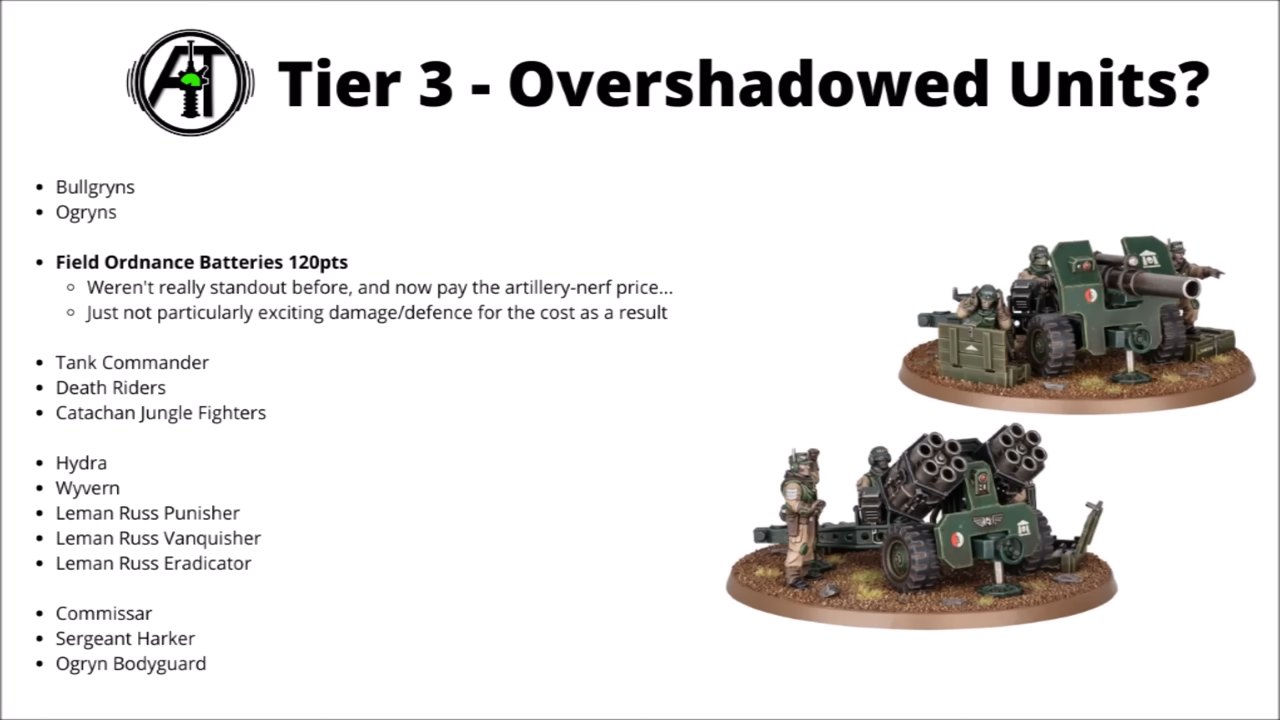 AT
Tier 3 - Overshadowed Units?
• Bullgryns
• Ogryns
• Field Ordnance Batteries 120pts
◦ Weren't really standout before, and now pay the artillery-nerf price...
◦ Just not particularly exciting damage/defence for the cost as a result
• Tank Commander
• Death Riders
• Catachan Jungle Fighters
• Hydra
• Wyvern
• Leman Russ Punisher
• Leman Russ Vanquisher
• Leman Russ Eradicator
• Commissar
• Sergeant Harker
• Ogryn Bodyguard